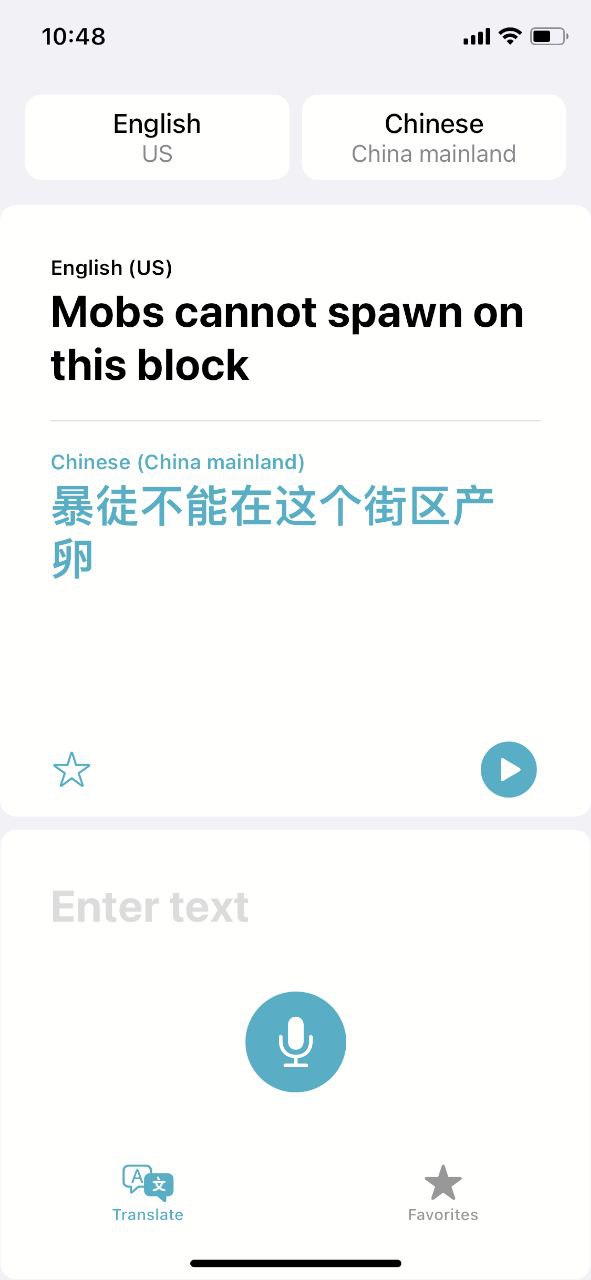 10:48
English
US
Chinese
China mainland
English (US)
Mobs cannot spawn on
this block
Chinese (China mainland)
暴徒不能在这个街区产
卵
Enter text
A
文
Translate
Favorites